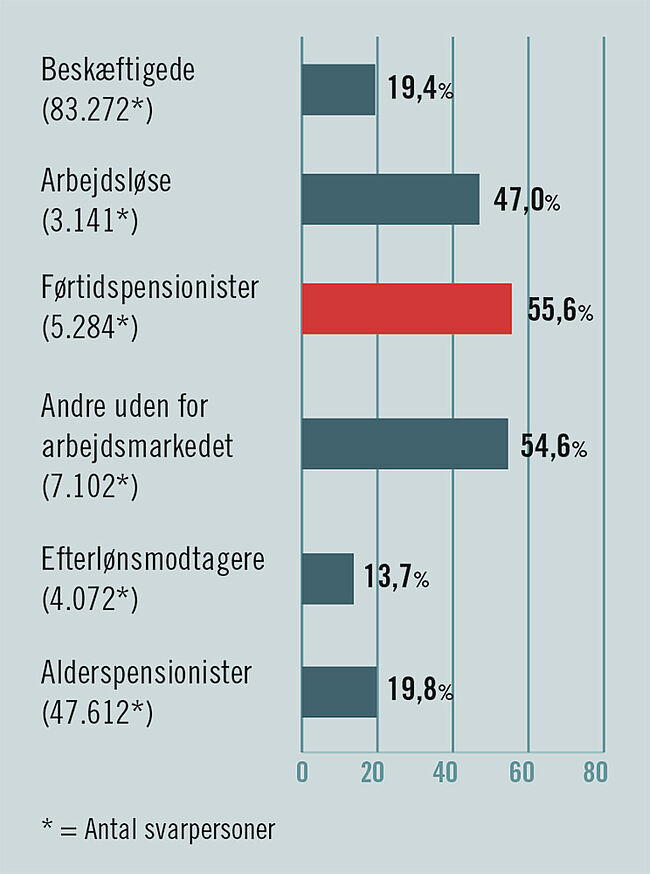 Beskæftigede
(83.272*)
19,4%
Arbejdsløse
(3.141*)
47,0%
Førtidspensionister
(5.284*)
55,6%
Andre uden for
arbejdsmarkedet
(7.102*)
54,6%
Efterlønsmodtagere
(4.072*)
13,7%
Alderspensionister
(47.612*)
19,8%
0 20 40 60 80
* = Antal svarpersoner